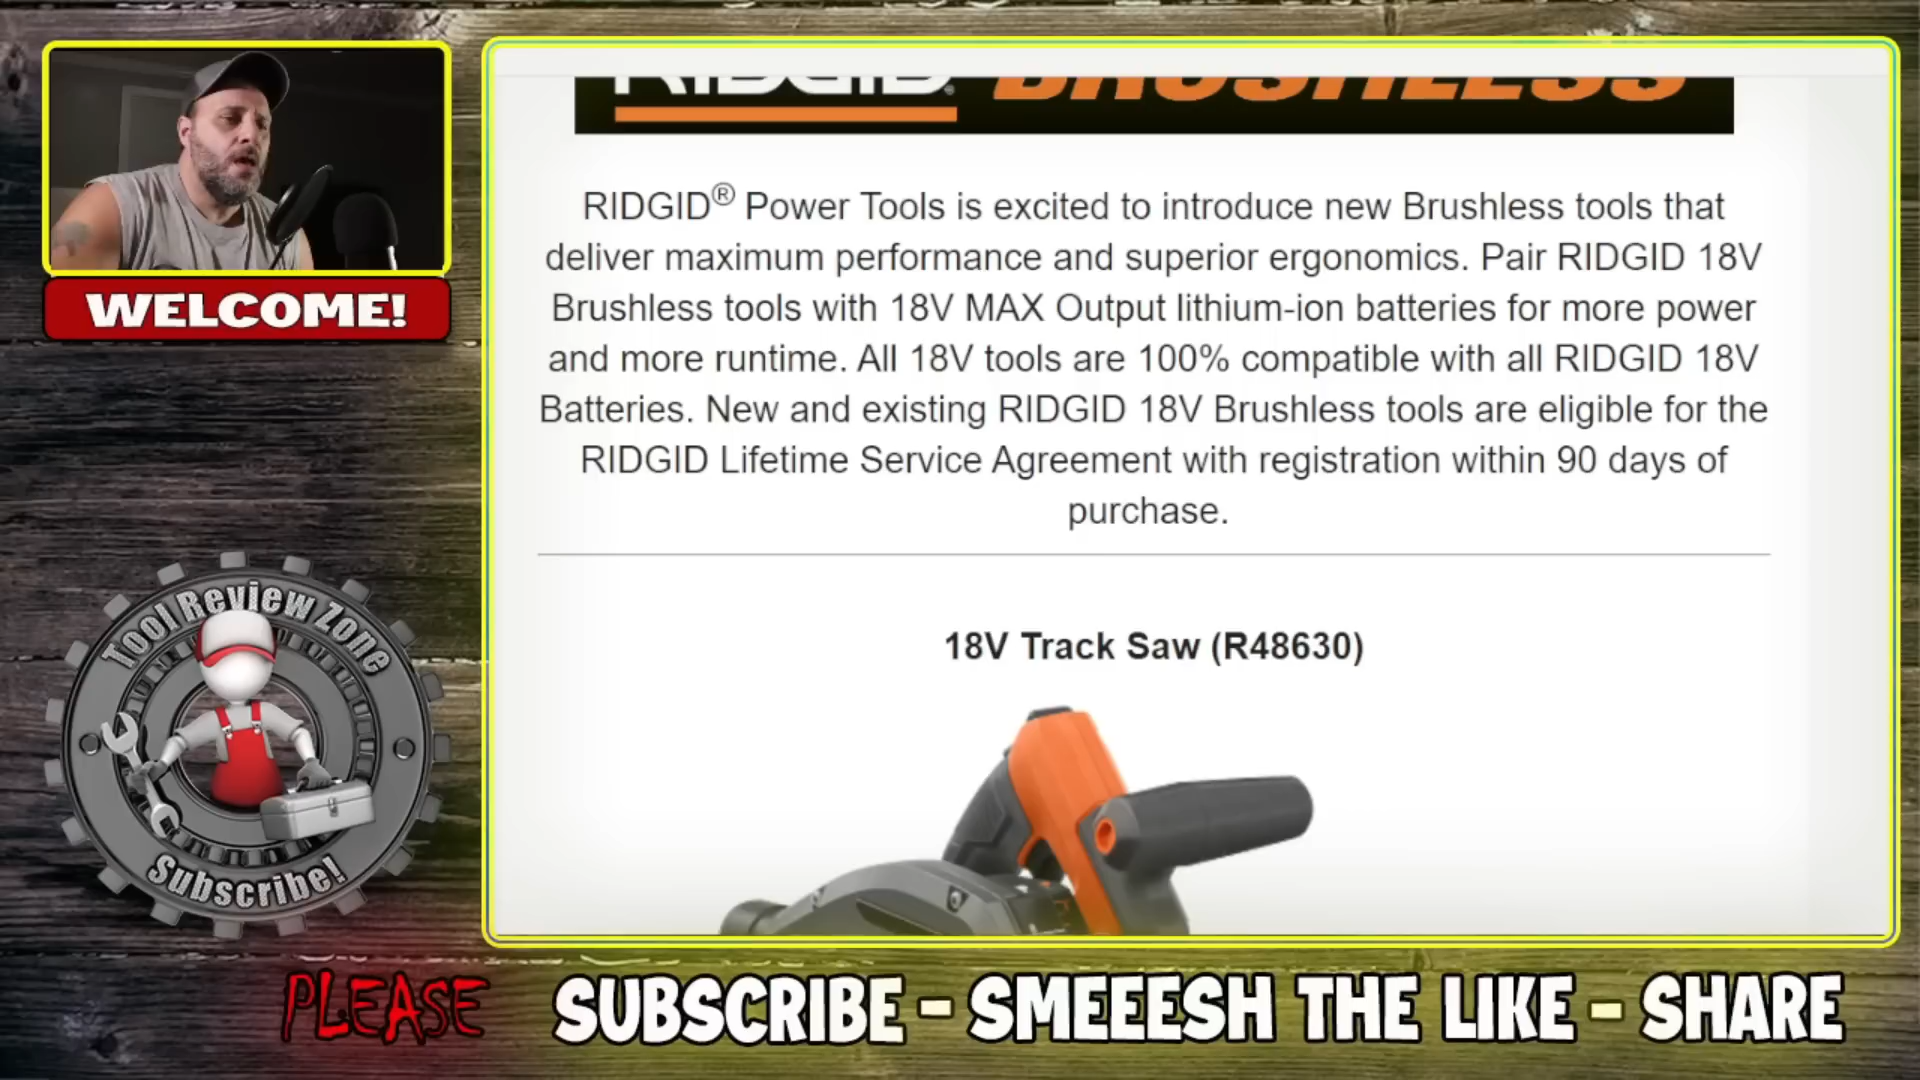 RIDGID® BRUSHLESS
WELCOME!
RIDGID® Power Tools is excited to introduce new Brushless tools that
deliver maximum performance and superior ergonomics. Pair RIDGID 18V
Brushless tools with 18V MAX Output lithium-ion batteries for more power
and more runtime. All 18V tools are 100% compatible with all RIDGID 18V
Batteries. New and existing RIDGID 18V Brushless tools are eligible for the
RIDGID Lifetime Service Agreement with registration within 90 days of
purchase.
18V Track Saw (R48630)
Tool Review Zone
Subscribe!
PLEASE SUBSCRIBE - SMEEESH THE LIKE - SHARE